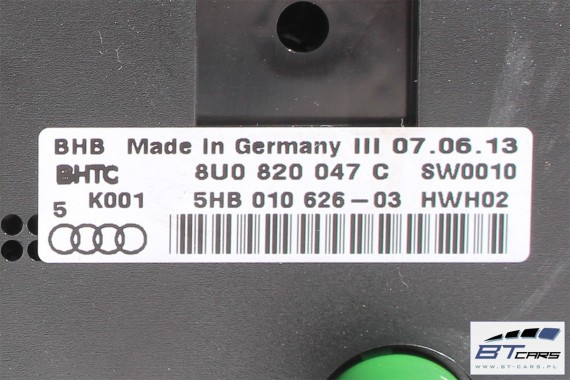 BHB Made in Germany III 07.06.13
BHTC 8U0 820 047 C SW0010
5 K001 5HB 010 626-03 HWH02
BT CARS
WWW.BTCARS.PL